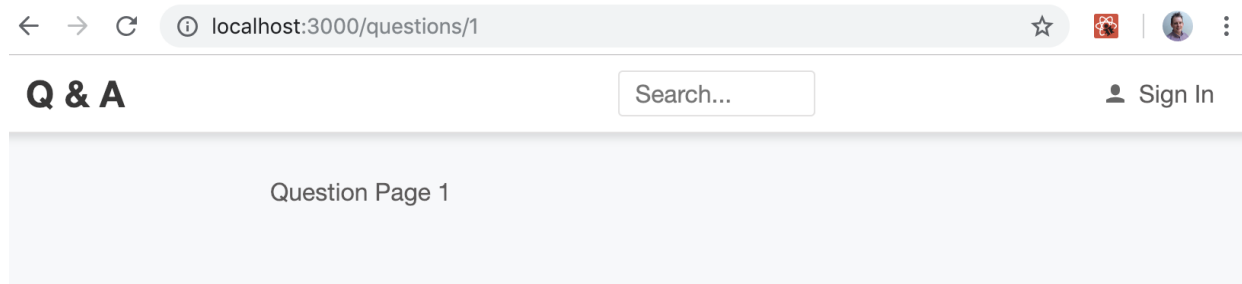 localhost:3000/questions/1
Q & A
Search...
Sign In
Question Page 1